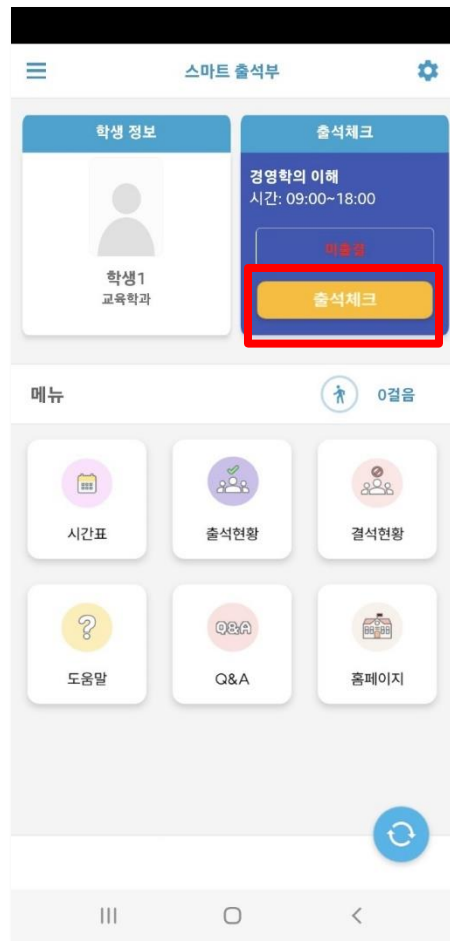 스마트 출석부
학생 정보
학생1
교육학과
출석체크
경영학의 이해
시간: 09:00~18:00
미출결
출석체크
메뉴
0걸음
시간표
출석현황
결석현황
도움말
Q&A
Q&A
홈페이지